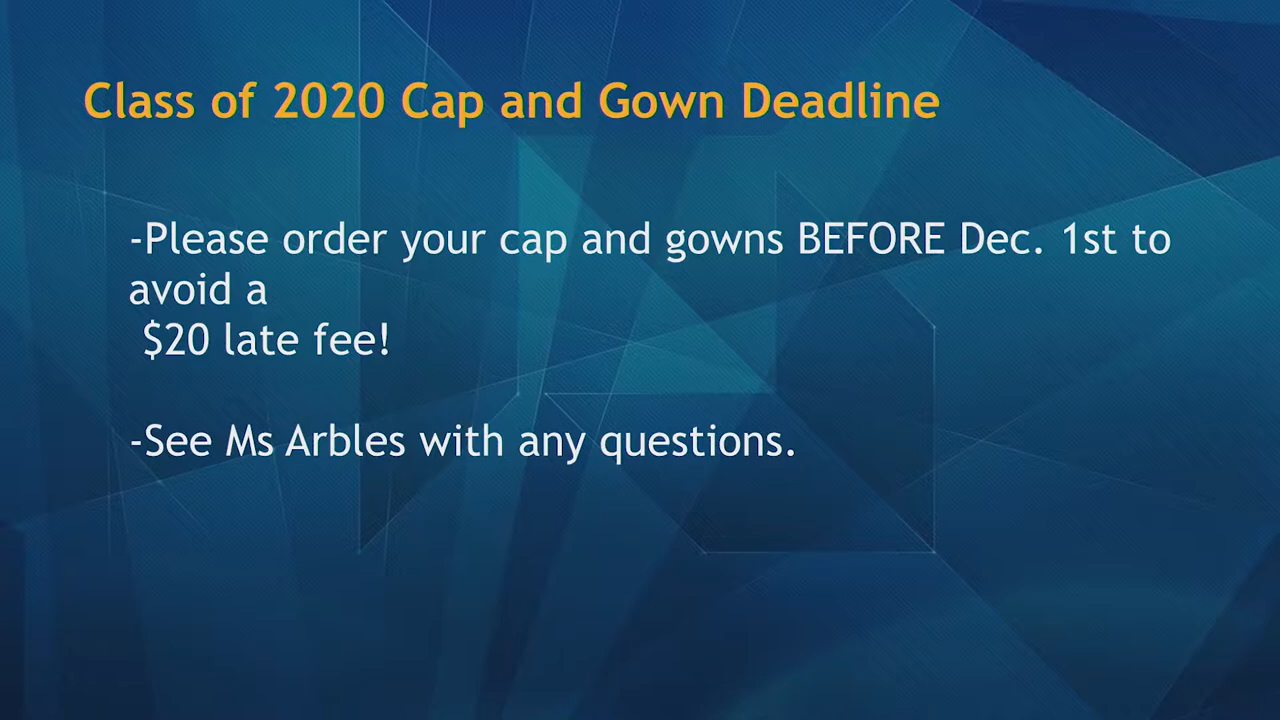 Class of 2020 Cap and Gown Deadline
-Please order your cap and gowns BEFORE Dec. 1st to
avoid a
$20 late fee!
-See Ms Arbles with any questions.